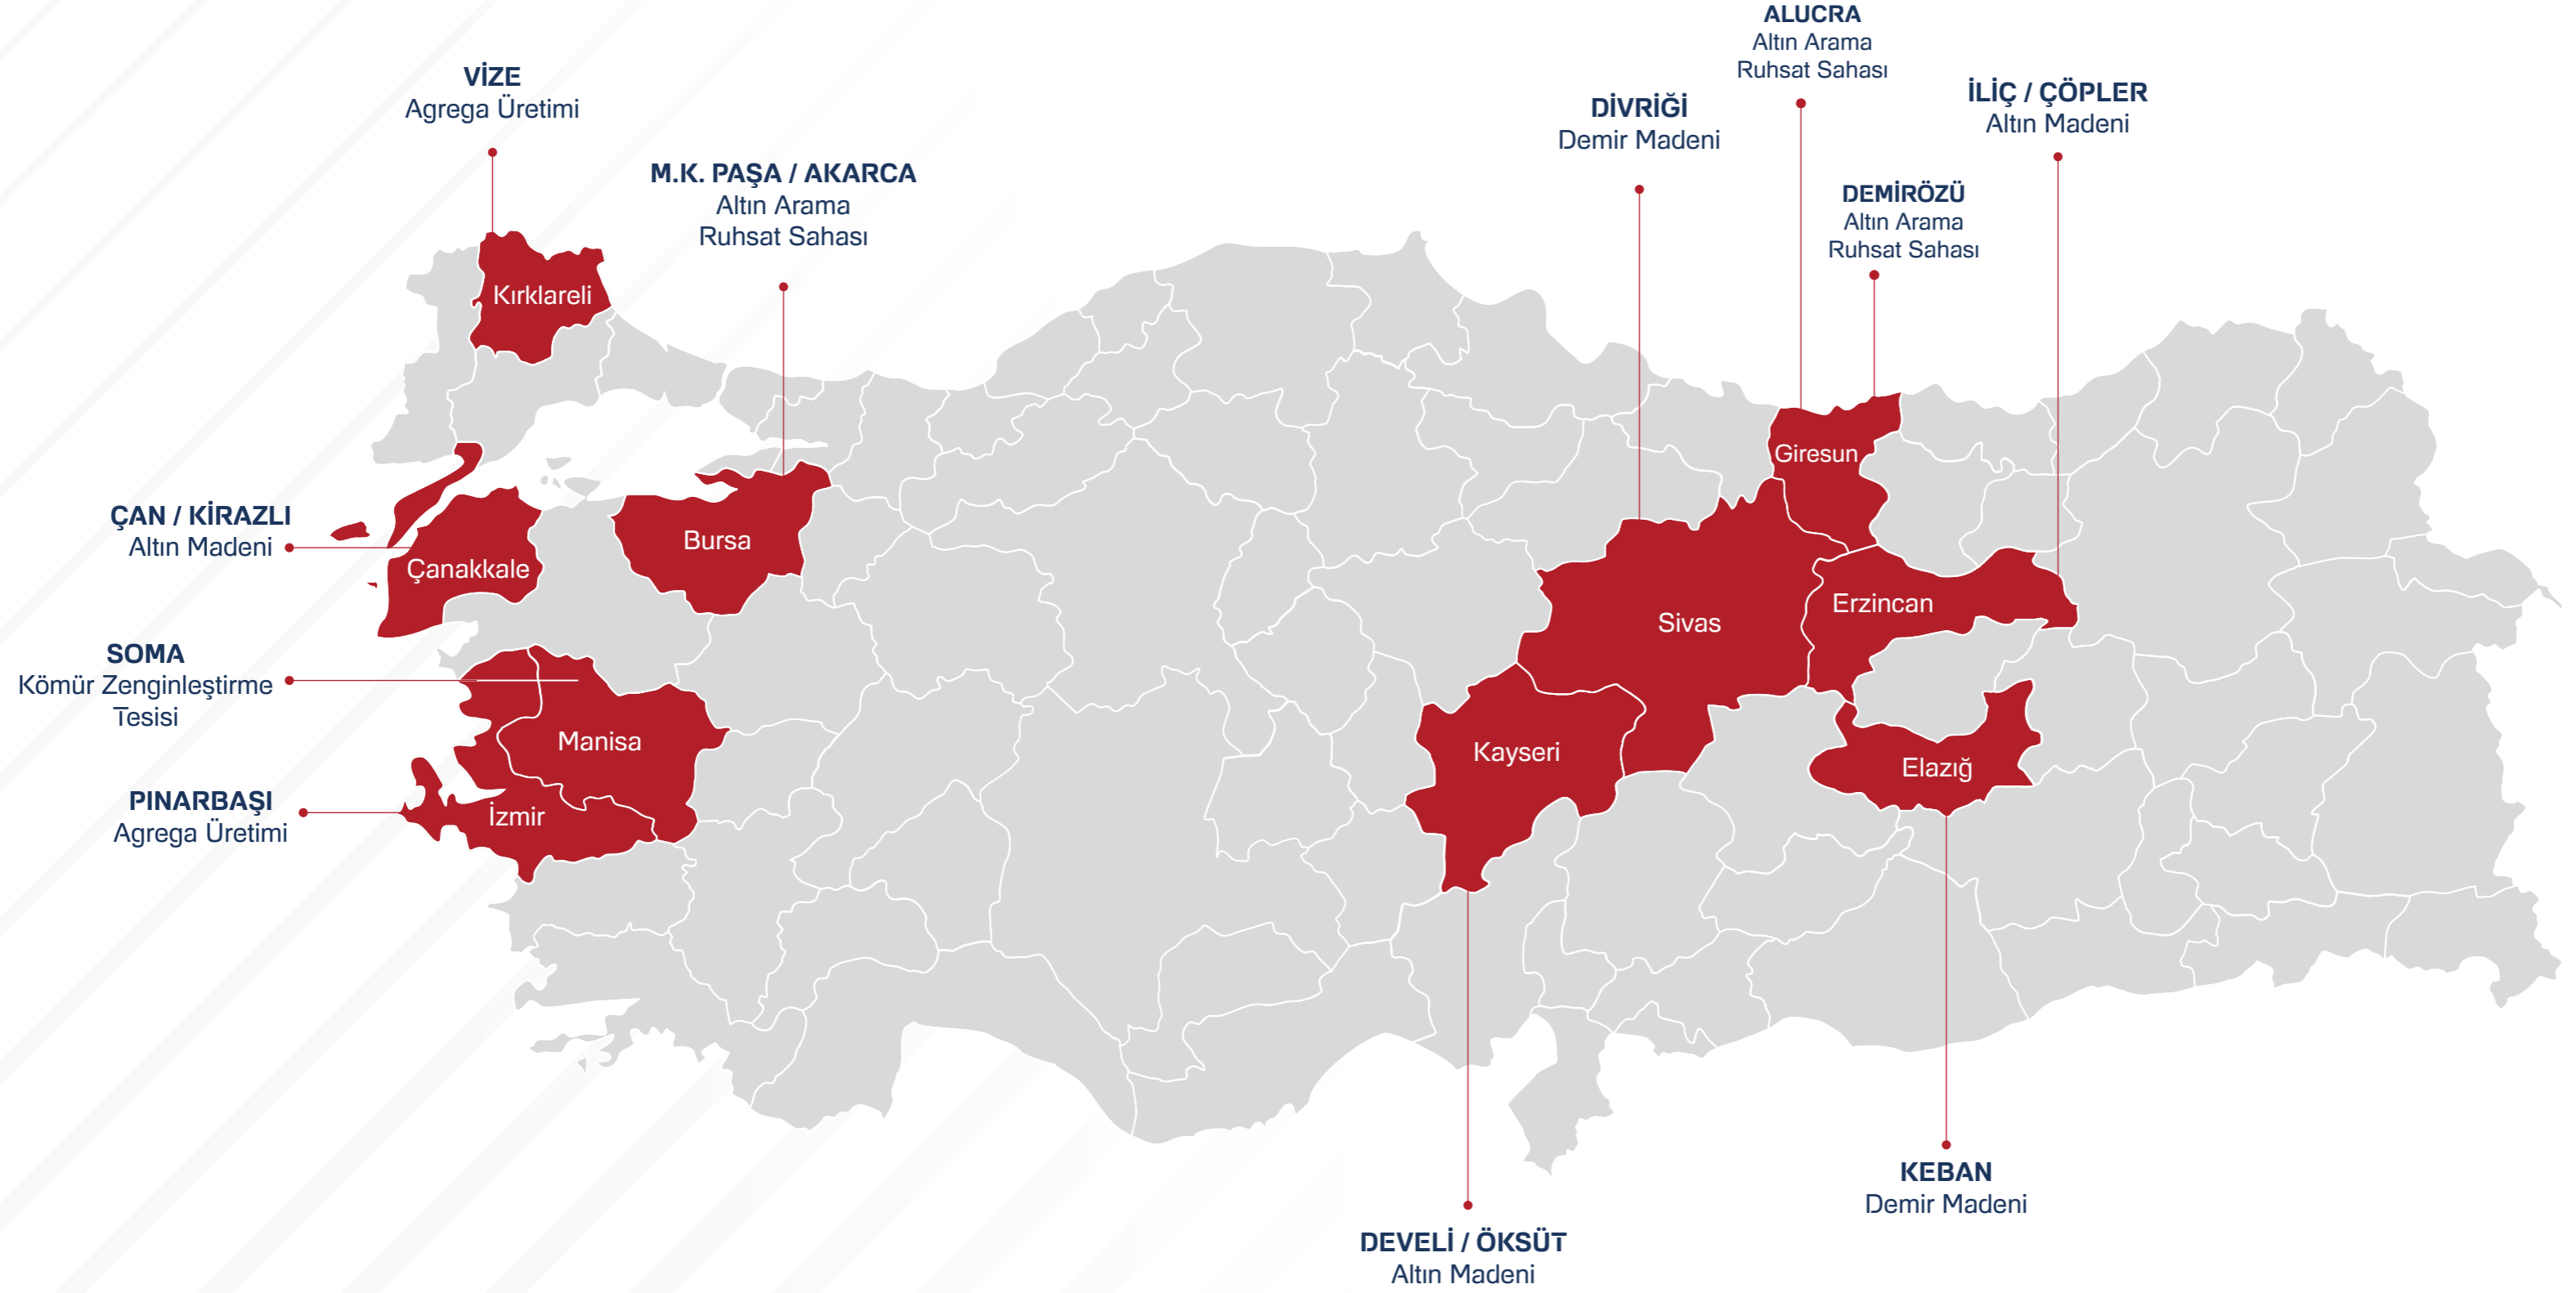 ALUCRA
Altın Arama
Ruhsat Sahası
VİZE
Agrega Üretimi
DİVRİĞİ
Demir Madeni
İLİÇ / ÇÖPLER
Altın Madeni
M.K. PAŞA / AKARCA
Altın Arama
Ruhsat Sahası
DEMİRÖZÜ
Altın Arama
Ruhsat Sahası
Kırklareli
Giresun
ÇAN / KİRAZLI
Altın Madeni
Çanakkale
Bursa
Sivas
Erzincan
SOMA
Kömür Zenginleştirme
Tesisi
Manisa
Kayseri
Elazığ
PINARBAŞI
Agrega Üretimi
İzmir
KEBAN
Demir Madeni
DEVELİ / ÖKSÜT
Altın Madeni